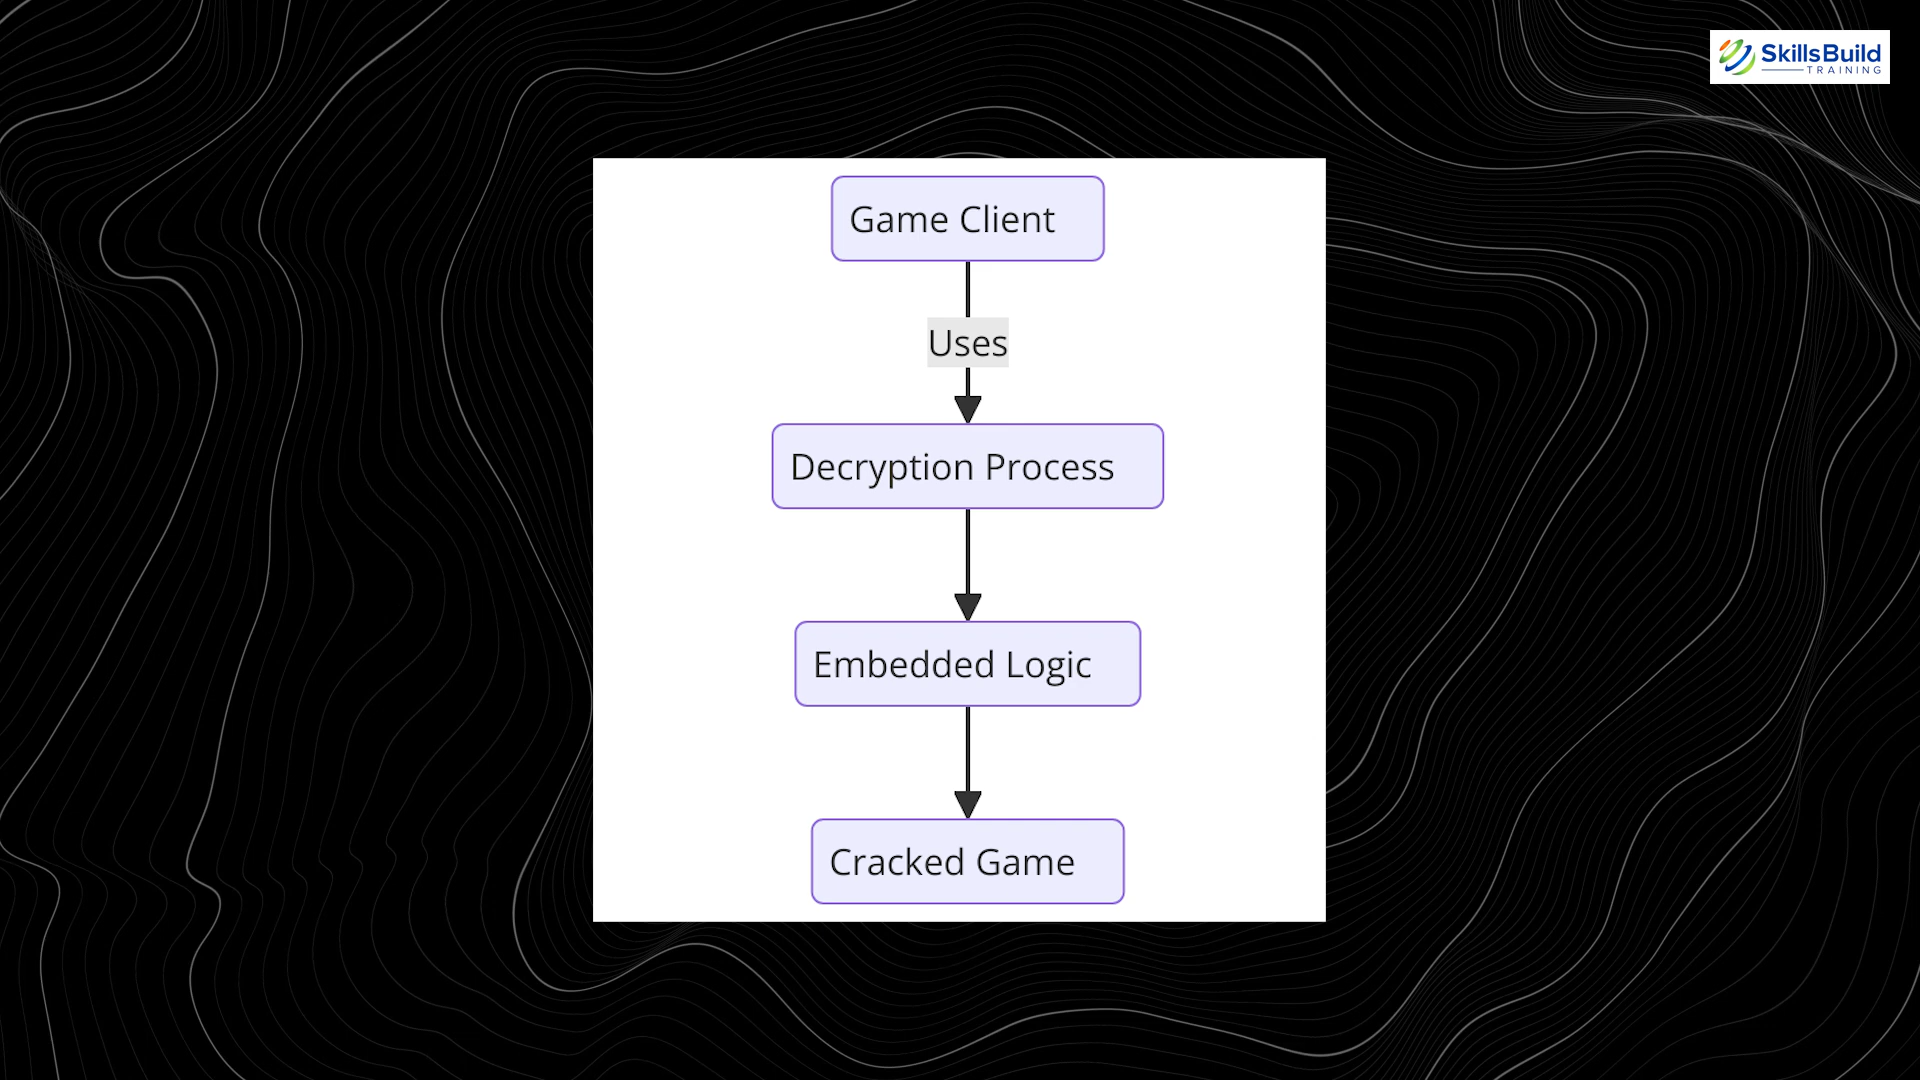 SkillsBuild
TRAINING
Game Client
Uses
Decryption Process
Embedded Logic
Cracked Game